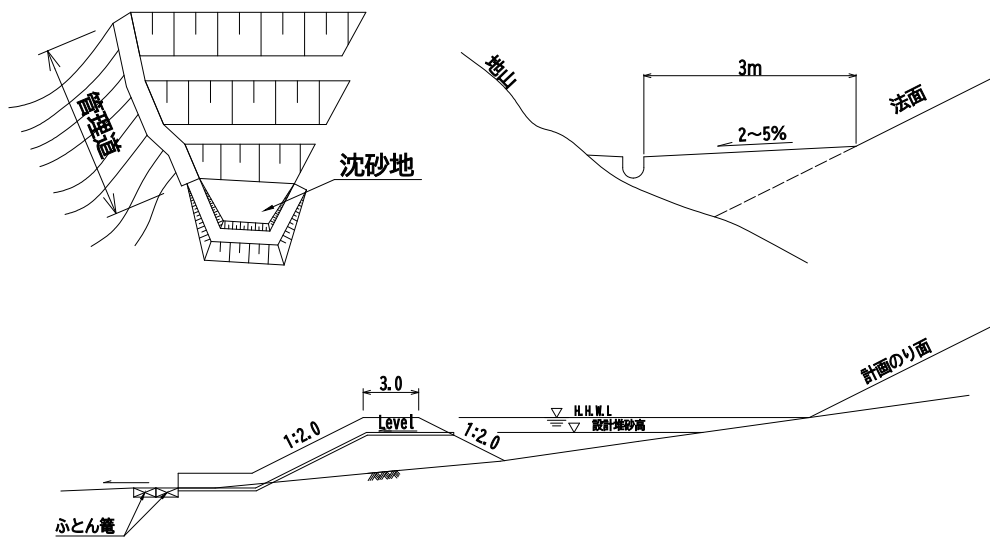 管理道
沈砂地
地山
3m
2~5%
法面
計画のり面
3.0
Level
1:2.0
1:2.0
H.H.W.L
設計堆砂高
ふとん篭